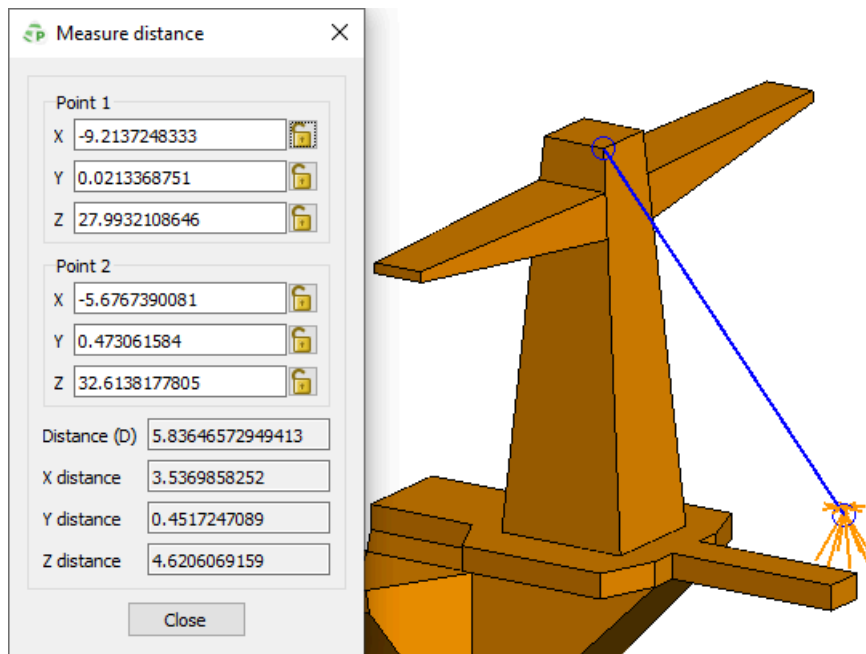 Measure distance
Point 1
X -9.2137248333
Y 0.0213368751
Z 27.9932108646
Point 2
X -5.6767390081
Y 0.473061584
Z 32.6138177805
Distance (D) 5.83646572949413
X distance 3.5369858252
Y distance 0.4517247089
Z distance 4.6206069159
Close